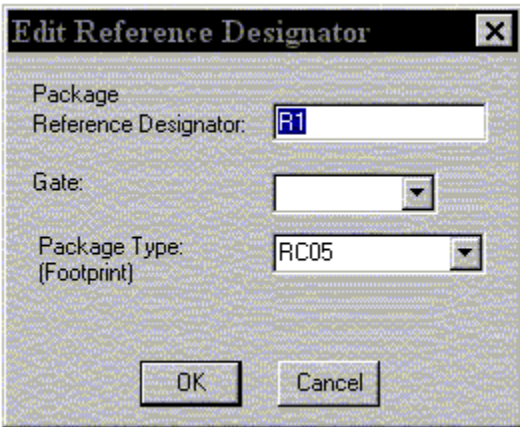 Edit Reference Designator
Package
Reference Designator: R1
Gate:
Package Type: RC05
(Footprint)
OK Cancel